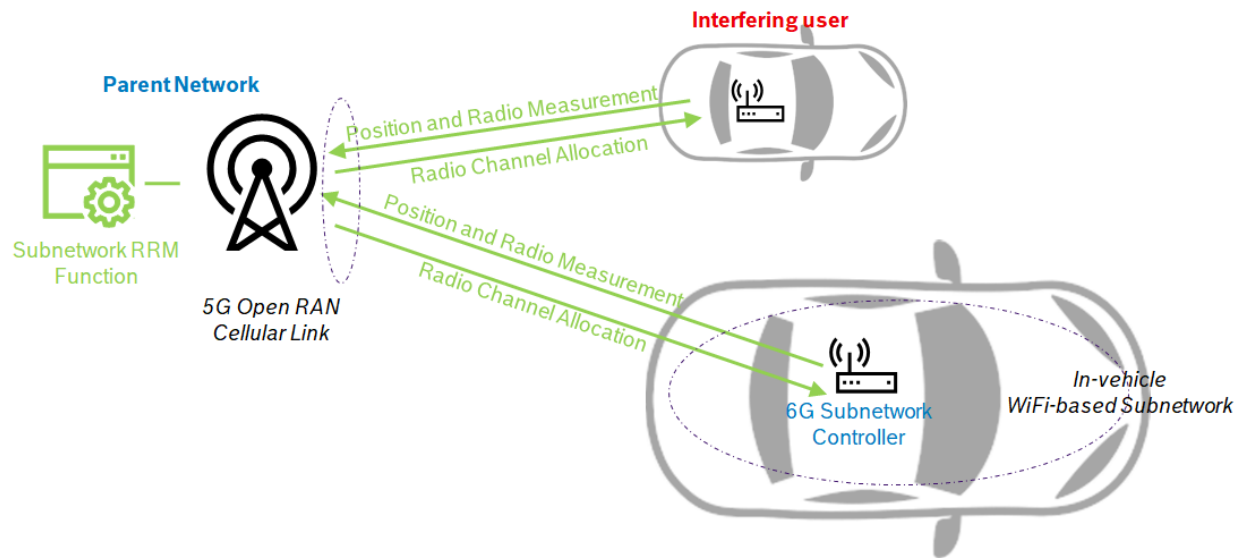 Interfering user
Parent Network
Position and Radio Measurement
Radio Channel Allocation
Subnetwork RRM
Function
5G Open RAN
Cellular Link
Position and Radio Measurement
Radio Channel Allocation
6G Subnetwork
Controller
In-vehicle
WiFi-based Subnetwork